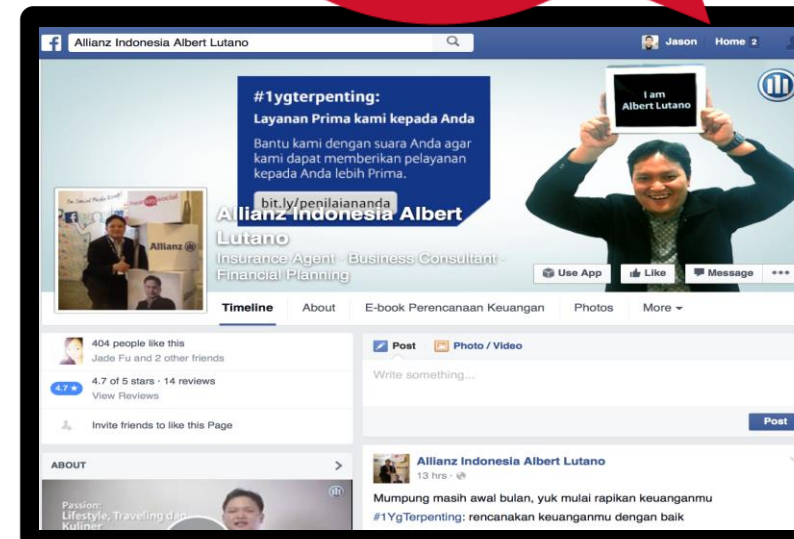 Allianz Indonesia Albert Lutano
Jason Home 2
#1ygterpenting:
Layanan Prima kami kepada Anda
Bantu kami dengan suara Anda agar
kami dapat memberikan pelayanan
kepada Anda lebih Prima.
bit.ly/penilaiananda
I am
Albert Lutano
Allianz
Allianz Indonesia Albert
Lutano
Insurance Agent · Business Consultant ·
Financial Planning
Use App Like Message
Timeline About E-book Perencanaan Keuangan Photos More
404 people like this
Jade Fu and 2 other friends
4.7 4.7 of 5 stars · 14 reviews
View Reviews
Invite friends to like this Page
ABOUT
Passion:
Lifestyle, Traveling dan
Kuliner
Post Photo / Video
Write something...
Post
Allianz Indonesia Albert Lutano
13 hrs ·
Mumpung masih awal bulan, yuk mulai rapikan keuanganmu
#1YgTerpenting: rencanakan keuanganmu dengan baik